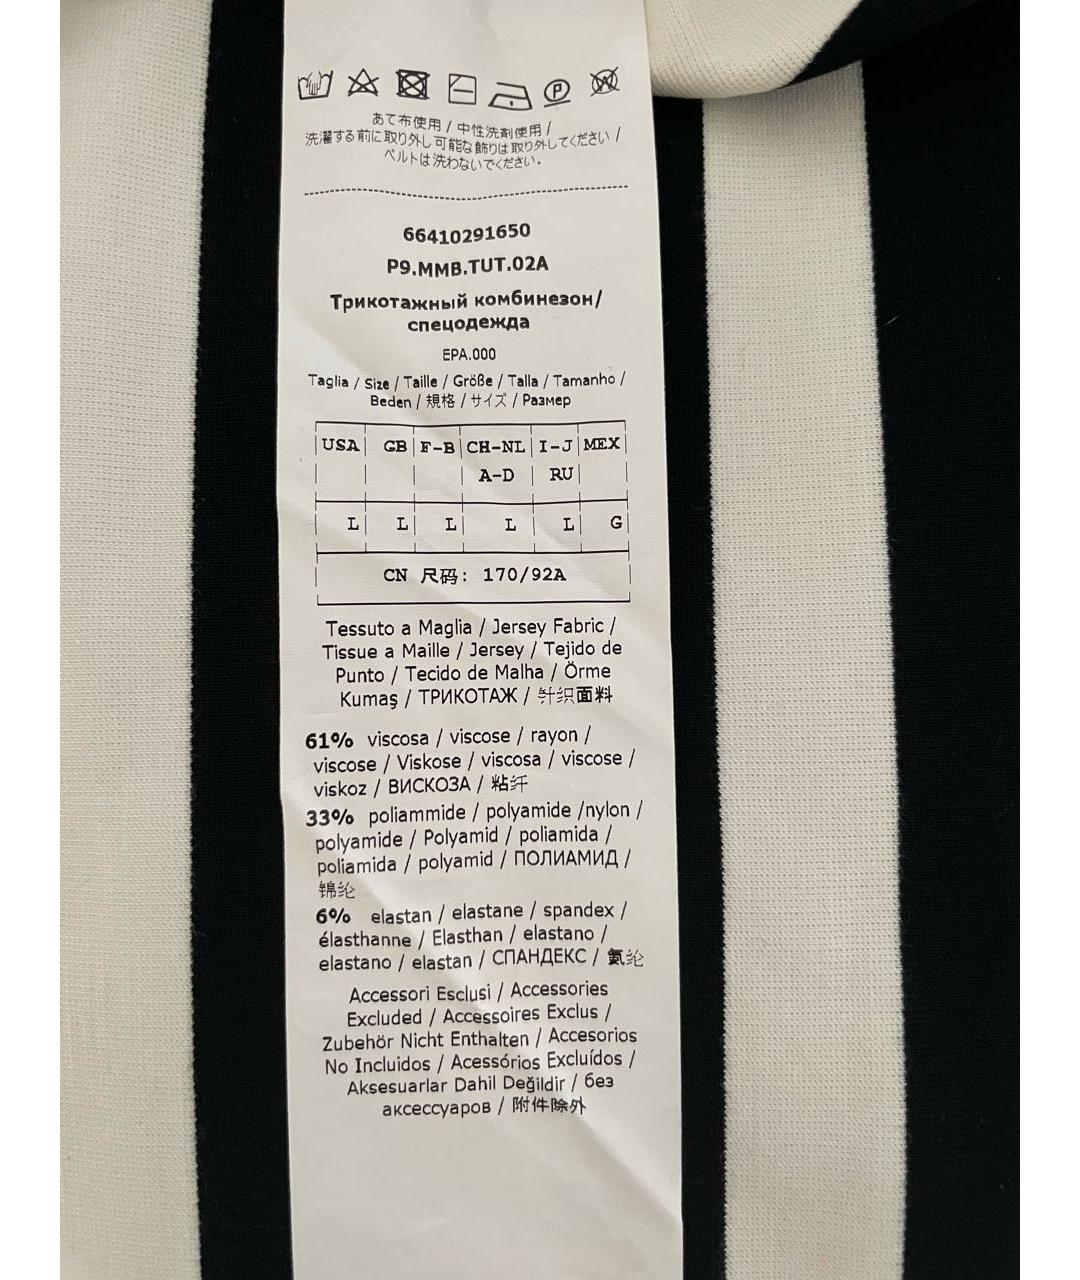 あて布使用 / 中性洗剤使用 /
洗濯する前に取り外し可能な飾りは取り外してください /
ベルトは洗わないでください。
66410291650
P9.MMB.TUT.02A
Трикотажный комбинезон/
спецодежда
EPA.000
Taglia / Size / Taille / Größe / Talla / Tamanho /
Beden / 規格 / サイズ / Размер
USA GB F-B CH-NL I-J MEX
A-D RU
L L L L L G
CN 尺码: 170/92A
Tessuto a Maglia / Jersey Fabric /
Tissue a Maille / Jersey / Tejido de
Punto / Tecido de Malha / Örme
Kumaş / ТРИКОТАЖ / 针织面料
61% viscosa / viscose / rayon /
viscose / Viskose / viscosa / viscose /
viskoz / ВИСКОЗА / 粘纤
33% poliammide / polyamide /nylon /
polyamide / Polyamid / poliamida /
poliamida / polyamid / ПОЛИАМИД /
锦纶
6% elastan / elastane / spandex /
élasthanne / Elasthan / elastano /
elastano / elastan / СПАНДЕКС / 氨纶
Accessori Esclusi / Accessories
Excluded / Accessoires Exclus /
Zubehör Nicht Enthalten / Accesorios
No Incluidos / Acessórios Excluídos /
Aksesuarlar Dahil Değildir / без
аксессуаров / 附件除外